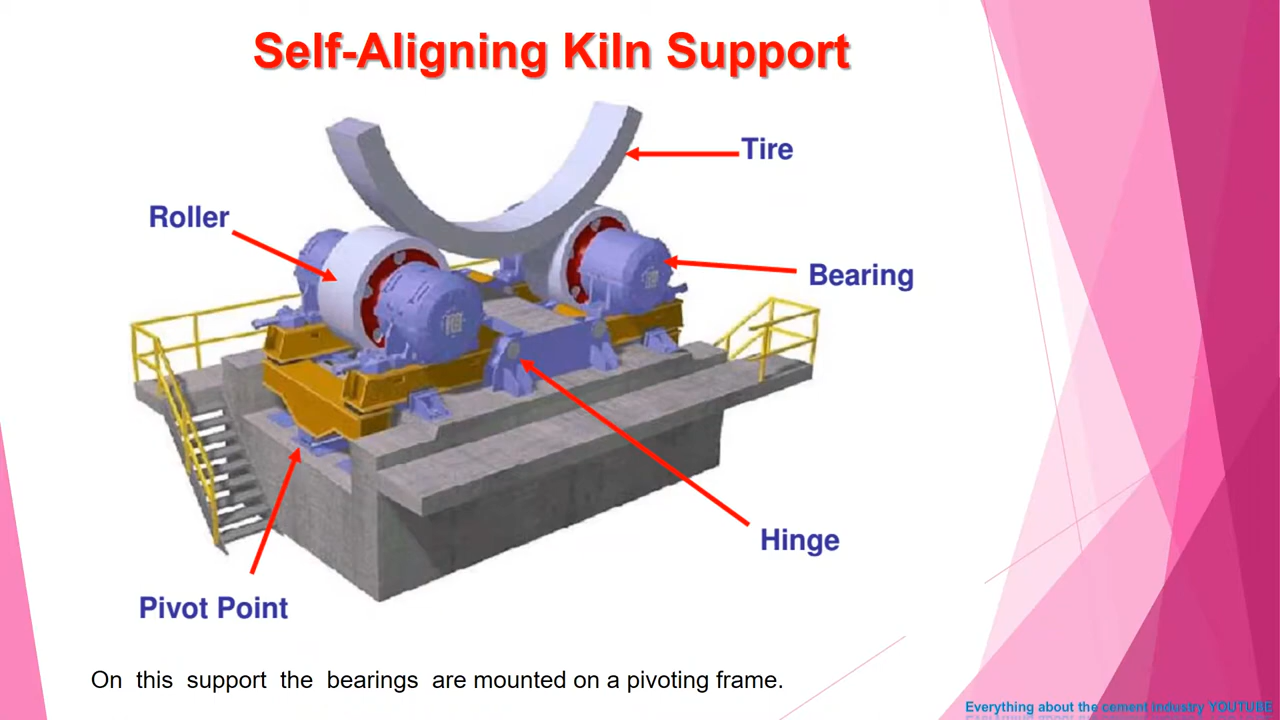 Self-Aligning Kiln Support
Tire
Roller
Bearing
Hinge
Pivot Point
On this support the bearings are mounted on a pivoting frame.
Everything about the cement industry YOUTUBE